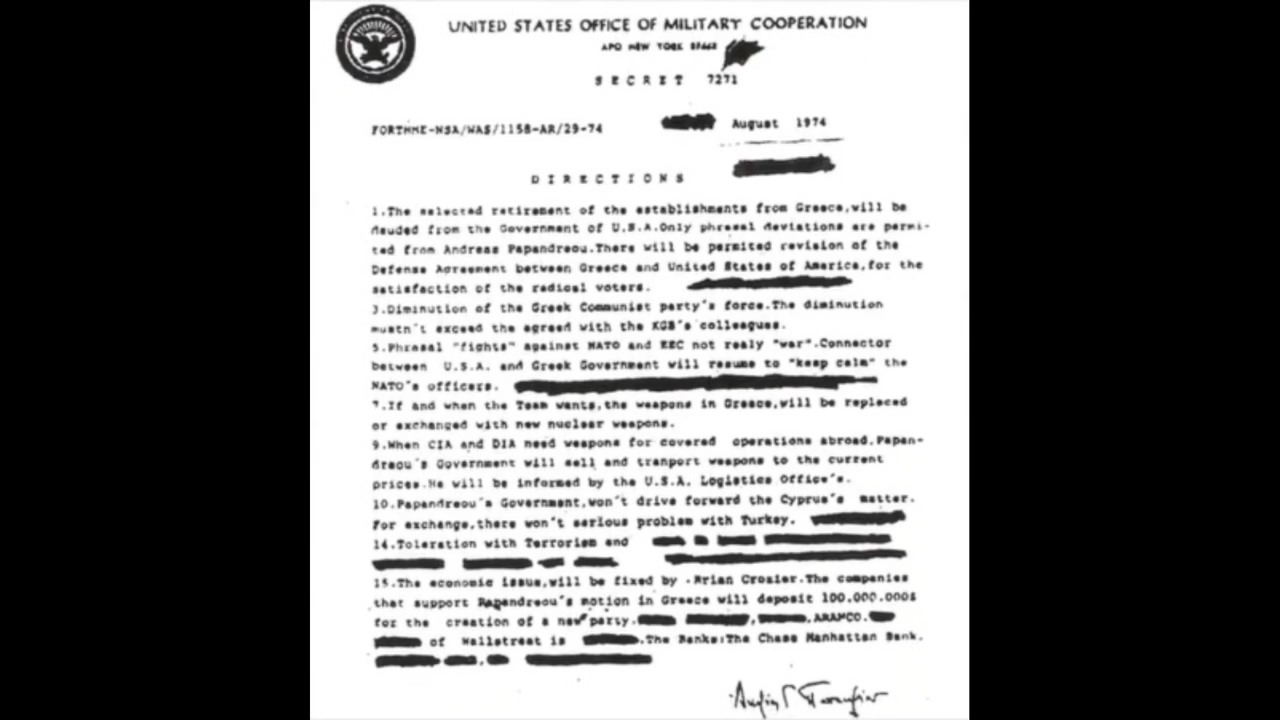 UNITED STATES OFFICE OF MILITARY COOPERATION
APO NEW YORK
SECRET 7271
FORTHME-NSA/WAS/1158-AR/29-74
August 1974
DIRECTIONS
1.The selected retirement of the establishments from Greece,will be
deuded from the Government of U.S.A.Only phrasal deviations are permi-
ted from Andreas Papandreou.There will be permited revision of the
Defense Agreement between Greece and United States of America,for the
satisfaction of the radical voters.
3.Diminution of the Greek Communist party's force.The diminution
mustn't exceed the agreed with the KGB's colleagues.
5.Phrasal "fights" against NATO and EEC not realy "war".Connector
between U.S.A. and Greek Government will resume to "keep calm" the
NATO's officers.
7.If and when the Team wants,the weapons in Greece,will be replaced
or exchanged with new nuclear weapons.
9.When CIA and DIA need weapons for covered operations abroad,Papan-
dreou's Government will sell and tranport weapons to the current
prices.He will be informed by the U.S.A. Logistics Office's.
10.Papandreou's Government,won't drive forward the Cyprus's matter.
For exchange,there won't serious problem with Turkey.
14.Toleration with Terrorism and
15.The economic issue,will be fixed by Brian Crosier.The companies
that support Papandreou's motion in Greece will deposit 100.000.000$
for the creation of a new party. , ,ARAMCO.
of Wallstreat is .The Banks:The Chase Manhattan Bank.